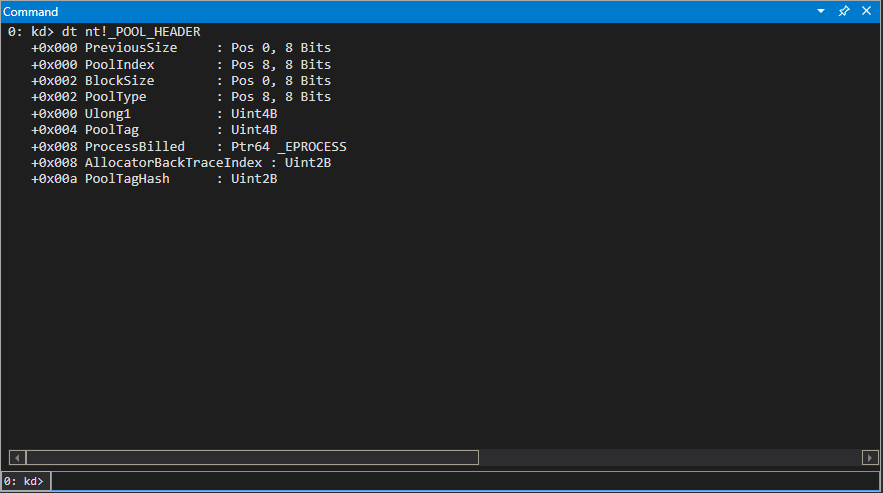 Command
0: kd> dt nt!_POOL_HEADER
   +0x000 PreviousSize     : Pos 0, 8 Bits
   +0x000 PoolIndex        : Pos 8, 8 Bits
   +0x002 BlockSize        : Pos 0, 8 Bits
   +0x002 PoolType         : Pos 8, 8 Bits
   +0x000 Ulong1           : Uint4B
   +0x004 PoolTag          : Uint4B
   +0x008 ProcessBilled    : Ptr64 _EPROCESS
   +0x008 AllocatorBackTraceIndex : Uint2B
   +0x00a PoolTagHash      : Uint2B
0: kd>